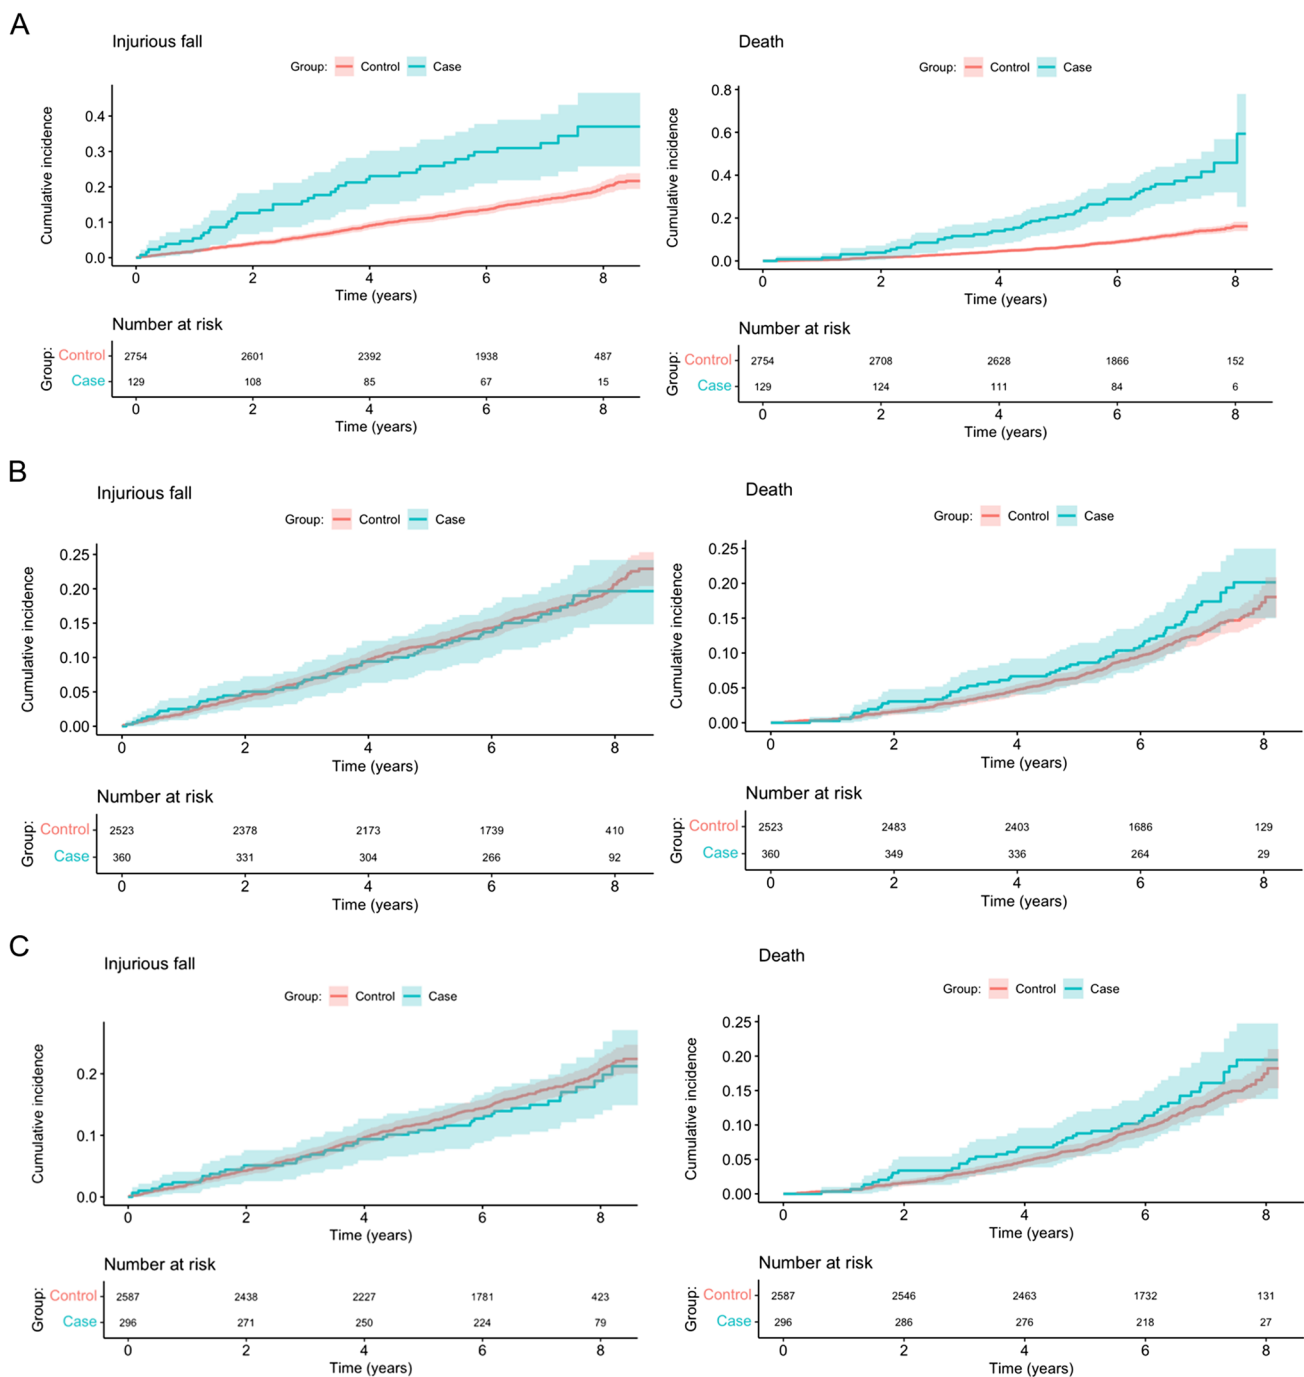 A
Injurious fall
Group: Control Case
Cumulative incidence
0.4
0.3
0.2
0.1
0.0
0 2 4 6 8
Time (years)
Number at risk
Group:
Control 2754 2601 2392 1938 487
Case 129 108 85 67 15
0 2 4 6 8
Time (years)
Death
Group: Control Case
Cumulative incidence
0.8
0.6
0.4
0.2
0.0
0 2 4 6 8
Time (years)
Number at risk
Group:
Control 2754 2708 2628 1866 152
Case 129 124 111 84 6
0 2 4 6 8
Time (years)
B
Injurious fall
Group: Control Case
Cumulative incidence
0.25
0.20
0.15
0.10
0.05
0.00
0 2 4 6 8
Time (years)
Number at risk
Group:
Control 2523 2378 2173 1739 410
Case 360 331 304 266 92
0 2 4 6 8
Time (years)
Death
Group: Control Case
Cumulative incidence
0.25
0.20
0.15
0.10
0.05
0.00
0 2 4 6 8
Time (years)
Number at risk
Group:
Control 2523 2483 2403 1686 129
Case 360 349 336 264 29
0 2 4 6 8
Time (years)
C
Injurious fall
Group: Control Case
Cumulative incidence
0.2
0.1
0.0
0 2 4 6 8
Time (years)
Number at risk
Group:
Control 2587 2438 2227 1781 423
Case 296 271 250 224 79
0 2 4 6 8
Time (years)
Death
Group: Control Case
Cumulative incidence
0.25
0.20
0.15
0.10
0.05
0.00
0 2 4 6 8
Time (years)
Number at risk
Group:
Control 2587 2546 2463 1732 131
Case 296 286 276 218 27
0 2 4 6 8
Time (years)